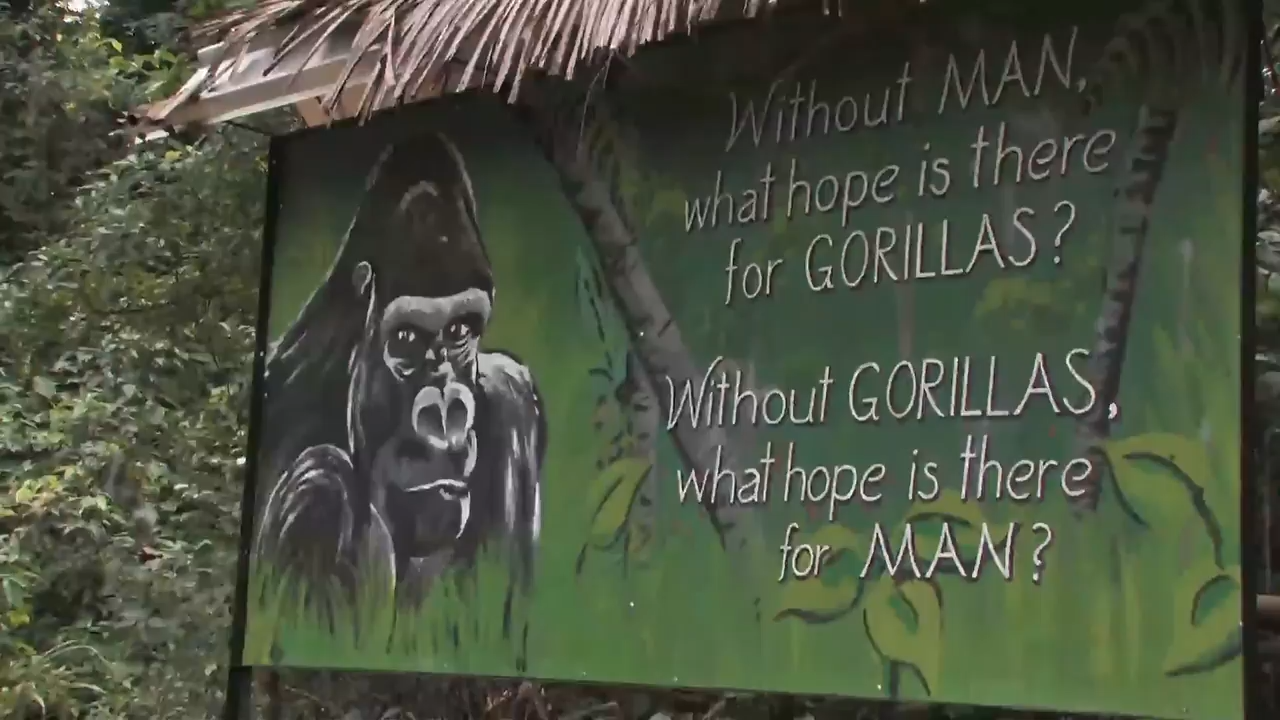 Without MAN,
what hope is there
for GORILLAS?
Without GORILLAS,
what hope is there
for MAN?